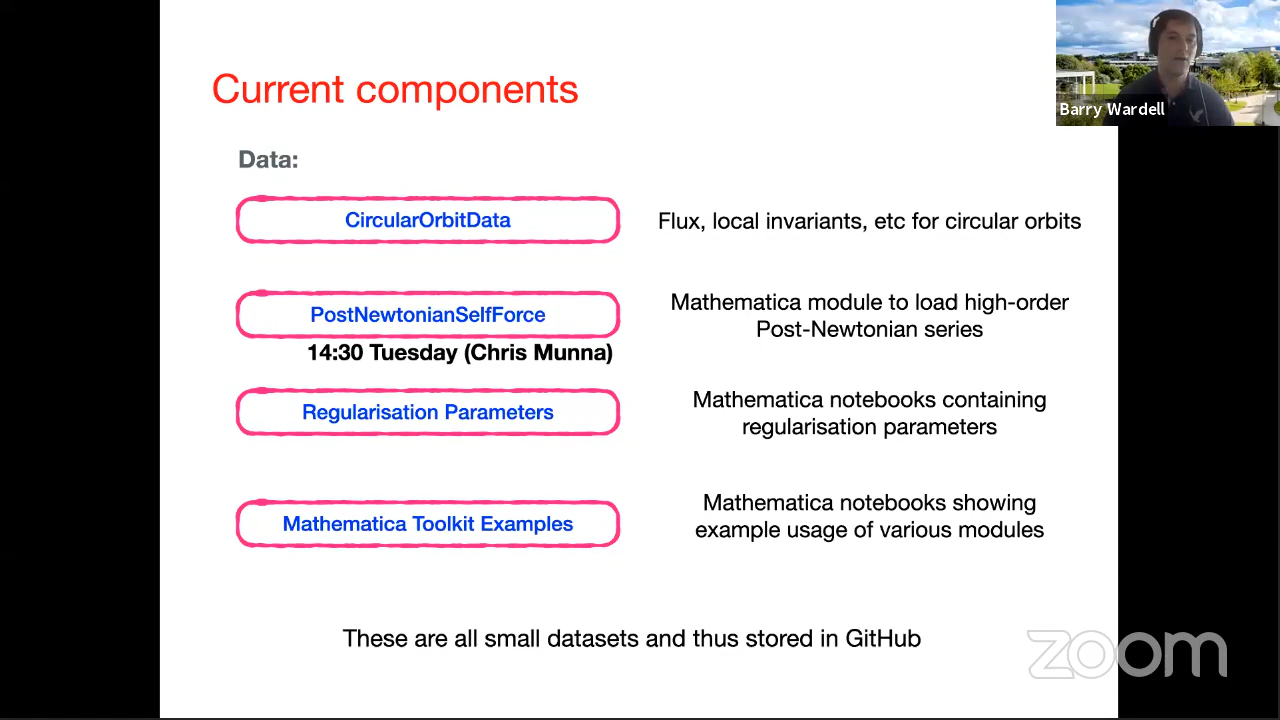 Current components
Barry Wardell
Data:
CircularOrbitData
Flux, local invariants, etc for circular orbits
PostNewtonianSelfForce
Mathematica module to load high-order
Post-Newtonian series
14:30 Tuesday (Chris Munna)
Regularisation Parameters
Mathematica notebooks containing
regularisation parameters
Mathematica Toolkit Examples
Mathematica notebooks showing
example usage of various modules
These are all small datasets and thus stored in GitHub
zoom